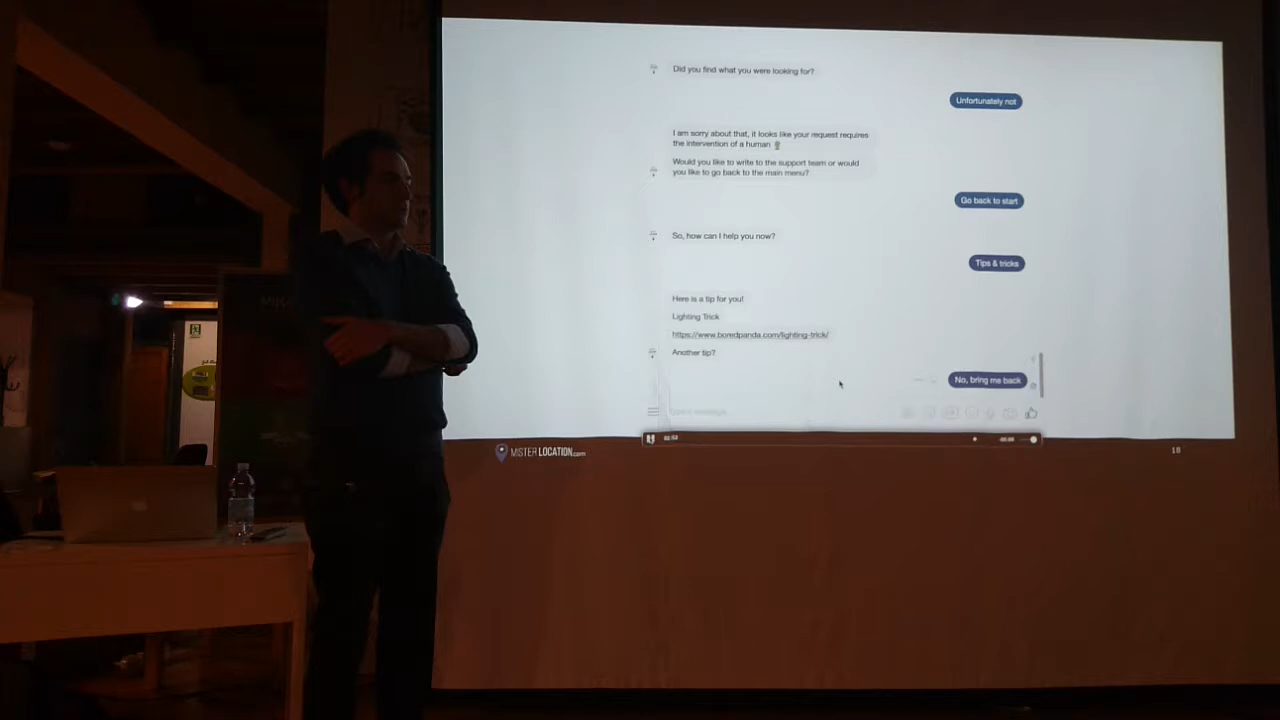 Did you find what you were looking for?
Unfortunately not
I am sorry about that, it looks like your request requires
the intervention of a human
Would you like to write to the support team or would
you like to go back to the main menu?
Go back to start
So, how can I help you now?
Tips & tricks
Here is a tip for you!
Lighting Trick
https://www.boredpanda.com/lighting-trick/
Another tip?
No, bring me back
MISTER LOCATION.com
18